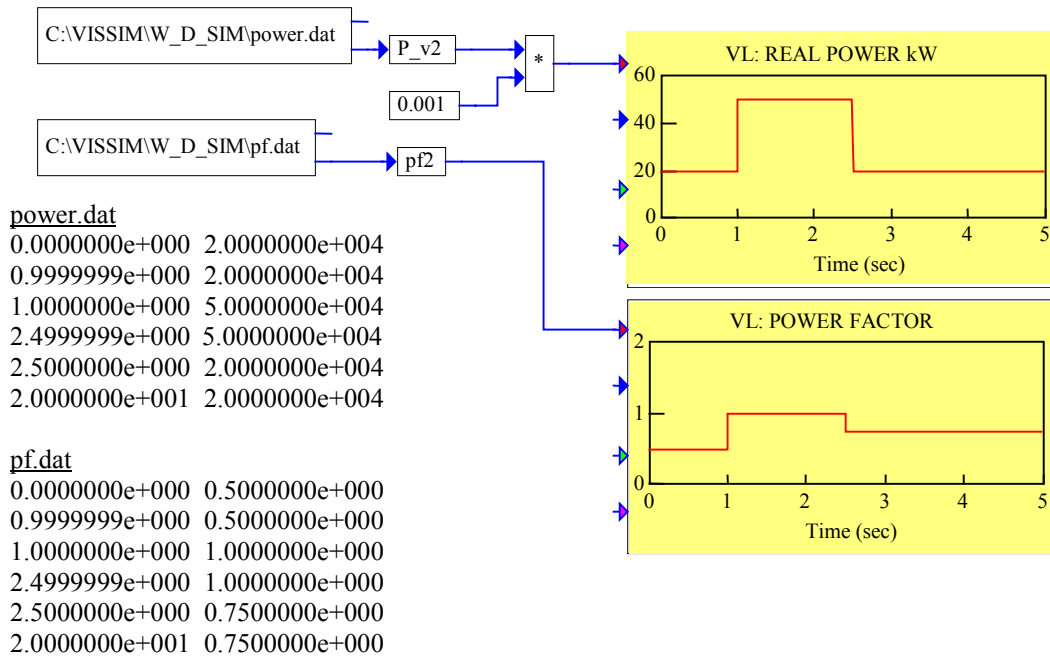 C:\VISSIM\W_D_SIM\power.dat
P_v2
*
0.001
C:\VISSIM\W_D_SIM\pf.dat
pf2
VL: REAL POWER kW
60
40
20
0
0 1 2 3 4 5
Time (sec)
VL: POWER FACTOR
2
1
0
0 1 2 3 4 5
Time (sec)
power.dat
0.0000000e+000 2.0000000e+004
0.9999999e+000 2.0000000e+004
1.0000000e+000 5.0000000e+004
2.4999999e+000 5.0000000e+004
2.5000000e+000 2.0000000e+004
2.0000000e+001 2.0000000e+004
pf.dat
0.0000000e+000 0.5000000e+000
0.9999999e+000 0.5000000e+000
1.0000000e+000 1.0000000e+000
2.4999999e+000 1.0000000e+000
2.5000000e+000 0.7500000e+000
2.0000000e+001 0.7500000e+000